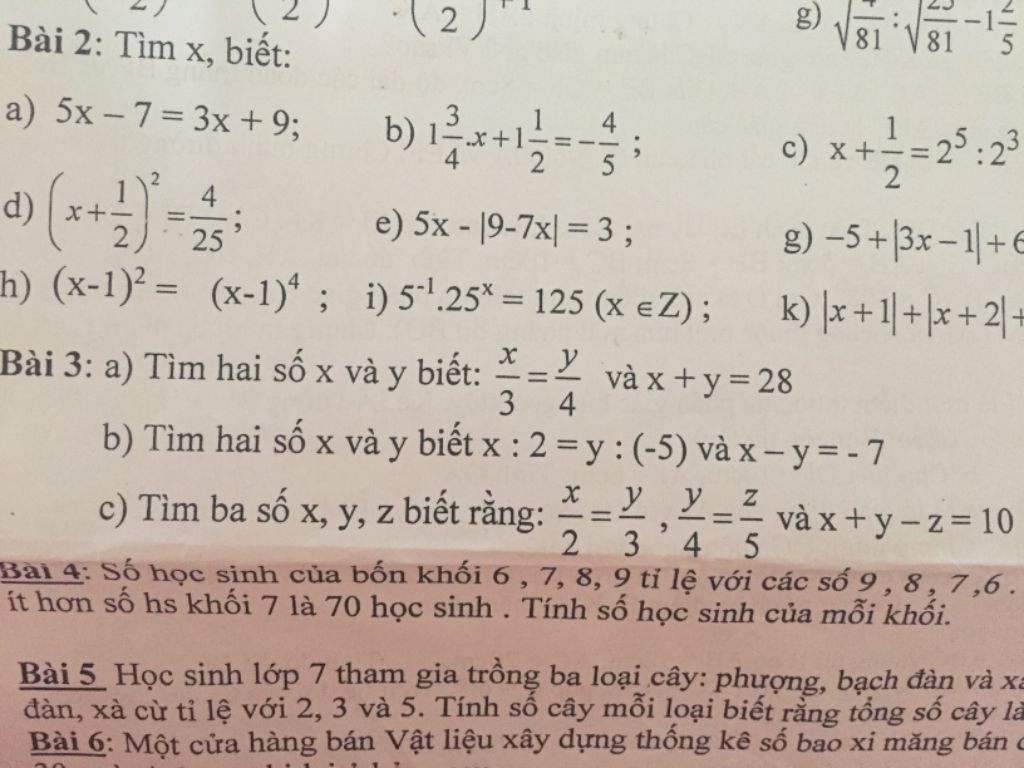 g) √(4/81) : √(25/81) − 1 2/5
Bài 2: Tìm x, biết:
a) 5x − 7 = 3x + 9; b) 1 3/4 .x + 1 1/2 = − 4/5 ; c) x + 1/2 = 2⁵ : 2³
d) (x + 1/2)² = 4/25 ; e) 5x - |9-7x| = 3 ; g) −5 + |3x − 1| + 6
h) (x-1)² = (x-1)⁴ ; i) 5⁻¹.25ˣ = 125 (x ∈Z) ; k) |x + 1| + |x + 2| +
Bài 3: a) Tìm hai số x và y biết: x/3 = y/4 và x + y = 28
b) Tìm hai số x và y biết x : 2 = y : (-5) và x – y = - 7
c) Tìm ba số x, y, z biết rằng: x/2 = y/3 , y/4 = z/5 và x + y – z = 10
Bài 4: Số học sinh của bốn khối 6 , 7, 8, 9 tỉ lệ với các số 9 , 8 , 7 ,6 .
ít hơn số hs khối 7 là 70 học sinh . Tính số học sinh của mỗi khối.
Bài 5 Học sinh lớp 7 tham gia trồng ba loại cây: phượng, bạch đàn và
đàn, xà cừ tỉ lệ với 2, 3 và 5. Tính số cây mỗi loại biết rằng tổng số cây là
Bài 6: Một cửa hàng bán Vật liệu xây dựng thống kê số bao xi măng bán